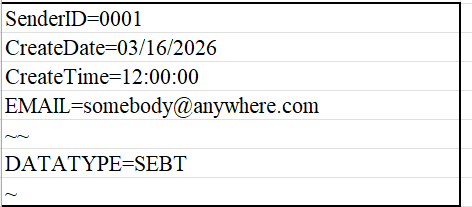 SenderID=0001
CreateDate=03/16/2026
CreateTime=12:00:00
EMAIL=somebody@anywhere.com
~~
DATATYPE=SEBT
~